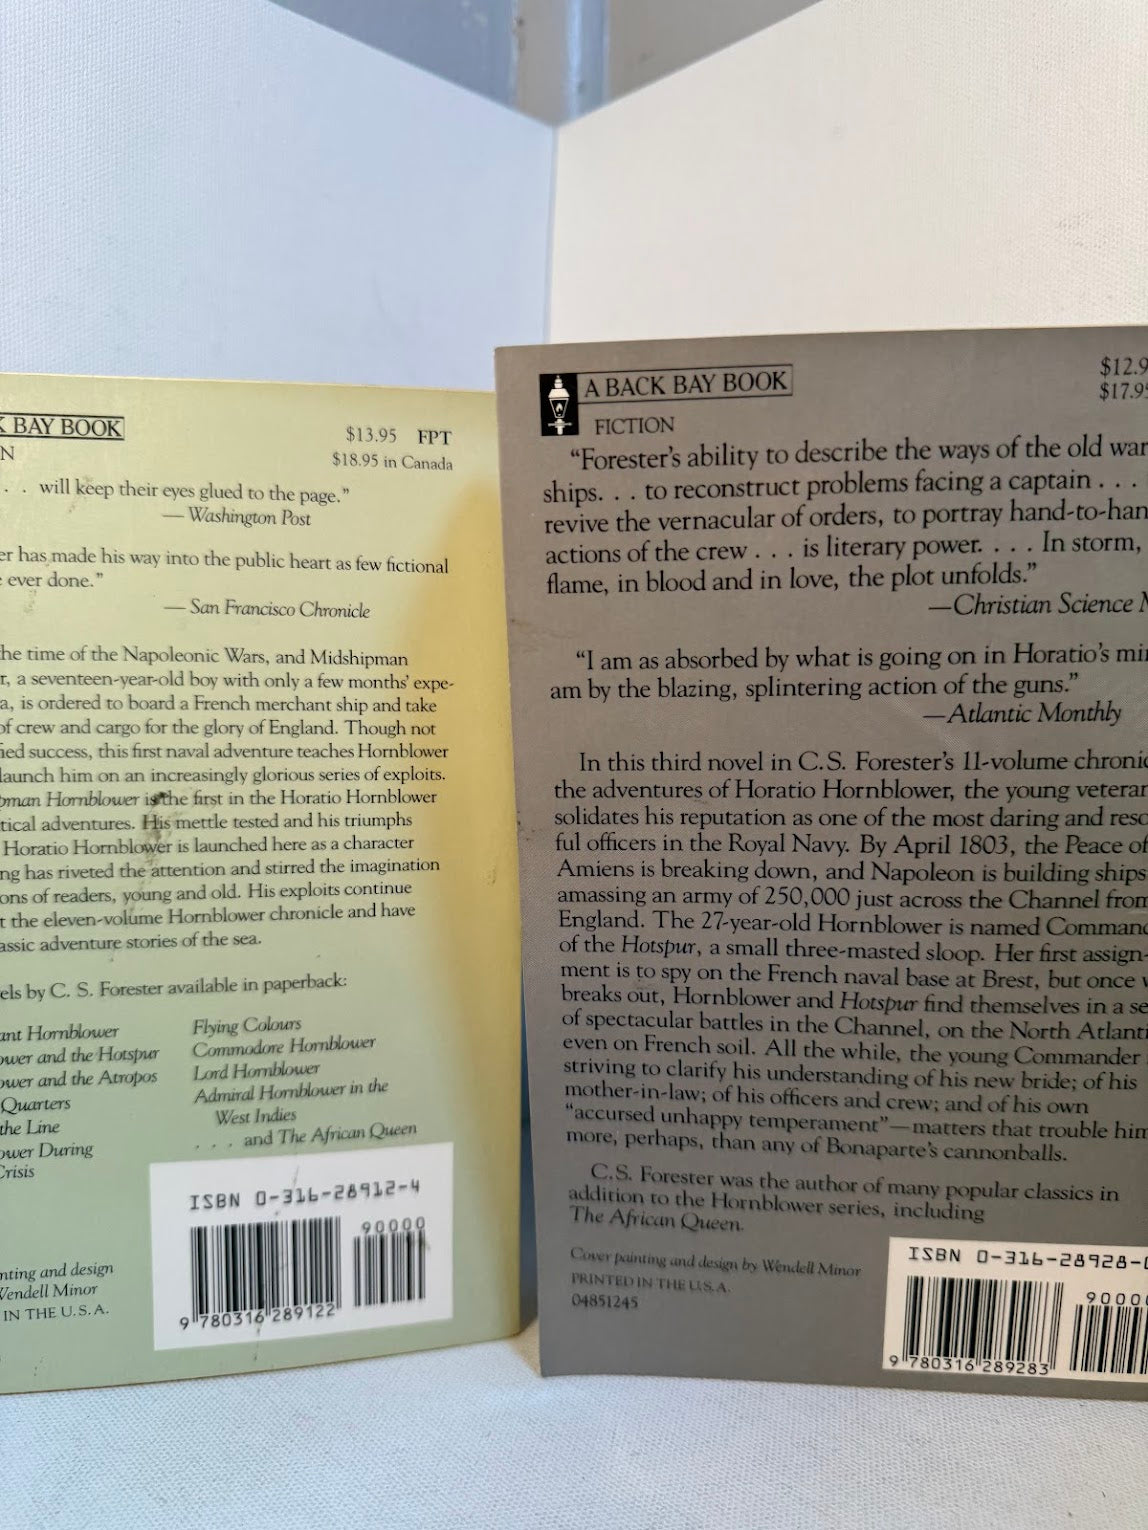 K BAY BOOK
N
$13.95 FPT
$18.95 in Canada
. . will keep their eyes glued to the page.”
— Washington Post
er has made his way into the public heart as few fictional
ever done.”
— San Francisco Chronicle
the time of the Napoleonic Wars, and Midshipman
r, a seventeen-year-old boy with only a few months’ expe-
a, is ordered to board a French merchant ship and take
of crew and cargo for the glory of England. Though not
ied success, this first naval adventure teaches Hornblower
launch him on an increasingly glorious series of exploits.
pman Hornblower is the first in the Horatio Hornblower
tical adventures. His mettle tested and his triumphs
Horatio Hornblower is launched here as a character
ng has riveted the attention and stirred the imagination
ons of readers, young and old. His exploits continue
t the eleven-volume Hornblower chronicle and have
assic adventure stories of the sea.
els by C. S. Forester available in paperback:
ant Hornblower
ower and the Hotspur
ower and the Atropos
Quarters
the Line
ower During
Crisis
Flying Colours
Commodore Hornblower
Lord Hornblower
Admiral Hornblower in the
West Indies
. . . and The African Queen
nting and design
Wendell Minor
IN THE U.S.A.
ISBN 0-316-28912-4
90000
9 780316 289122
A BACK BAY BOOK
FICTION
$12.9
$17.95
“Forester’s ability to describe the ways of the old war
ships. . . to reconstruct problems facing a captain . . .
revive the vernacular of orders, to portray hand-to-han
actions of the crew . . . is literary power. . . . In storm,
flame, in blood and in love, the plot unfolds.”
—Christian Science M
“I am as absorbed by what is going on in Horatio’s min
am by the blazing, splintering action of the guns.”
—Atlantic Monthly
In this third novel in C.S. Forester’s 11-volume chronic
the adventures of Horatio Hornblower, the young veteran
solidates his reputation as one of the most daring and reso
ful officers in the Royal Navy. By April 1803, the Peace of
Amiens is breaking down, and Napoleon is building ships
amassing an army of 250,000 just across the Channel from
England. The 27-year-old Hornblower is named Command
of the Hotspur, a small three-masted sloop. Her first assign-
ment is to spy on the French naval base at Brest, but once w
breaks out, Hornblower and Hotspur find themselves in a se
of spectacular battles in the Channel, on the North Atlanti
even on French soil. All the while, the young Commander
striving to clarify his understanding of his new bride; of his
mother-in-law; of his officers and crew; and of his own
“accursed unhappy temperament”—matters that trouble him
more, perhaps, than any of Bonaparte’s cannonballs.
C.S. Forester was the author of many popular classics in
addition to the Hornblower series, including
The African Queen.
Cover painting and design by Wendell Minor
PRINTED IN THE U.S.A.
04851245
ISBN 0-316-28928-0
9000
9 780316 289283